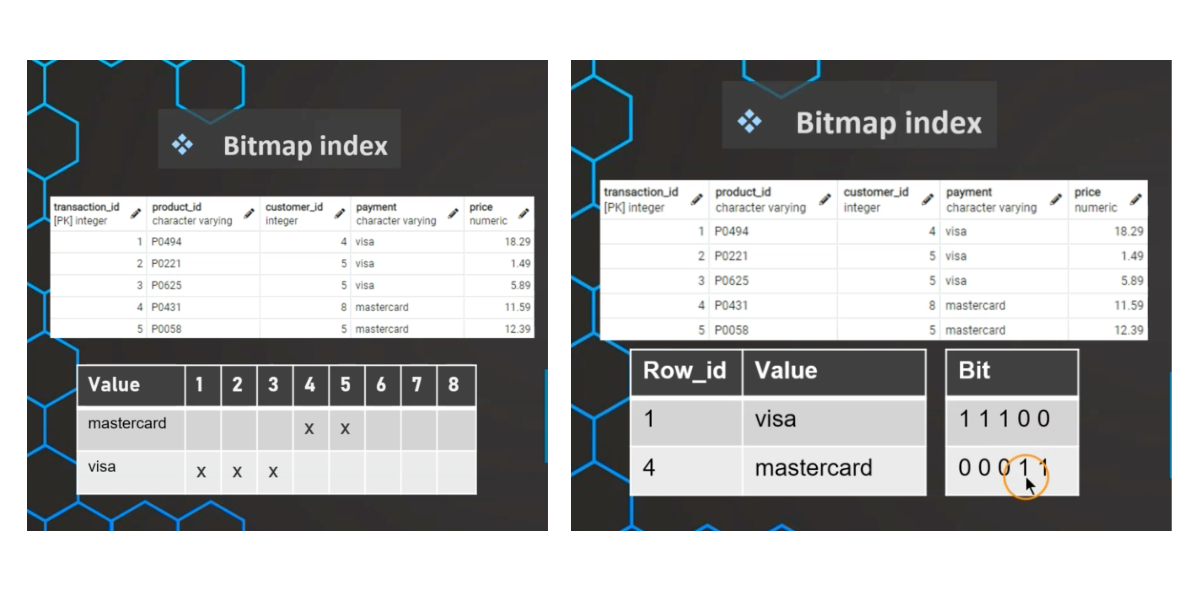 Bitmap index
transaction_id product_id customer_id payment price
[PK] integer character varying integer character varying numeric
1 P0494 4 visa 18.29
2 P0221 5 visa 1.49
3 P0625 5 visa 5.89
4 P0431 8 mastercard 11.59
5 P0058 5 mastercard 12.39
Value 1 2 3 4 5 6 7 8
mastercard x x
visa x x x
Bitmap index
transaction_id product_id customer_id payment price
[PK] integer character varying integer character varying numeric
1 P0494 4 visa 18.29
2 P0221 5 visa 1.49
3 P0625 5 visa 5.89
4 P0431 8 mastercard 11.59
5 P0058 5 mastercard 12.39
Row_id Value Bit
1 visa 1 1 1 0 0
4 mastercard 0 0 0 1 1